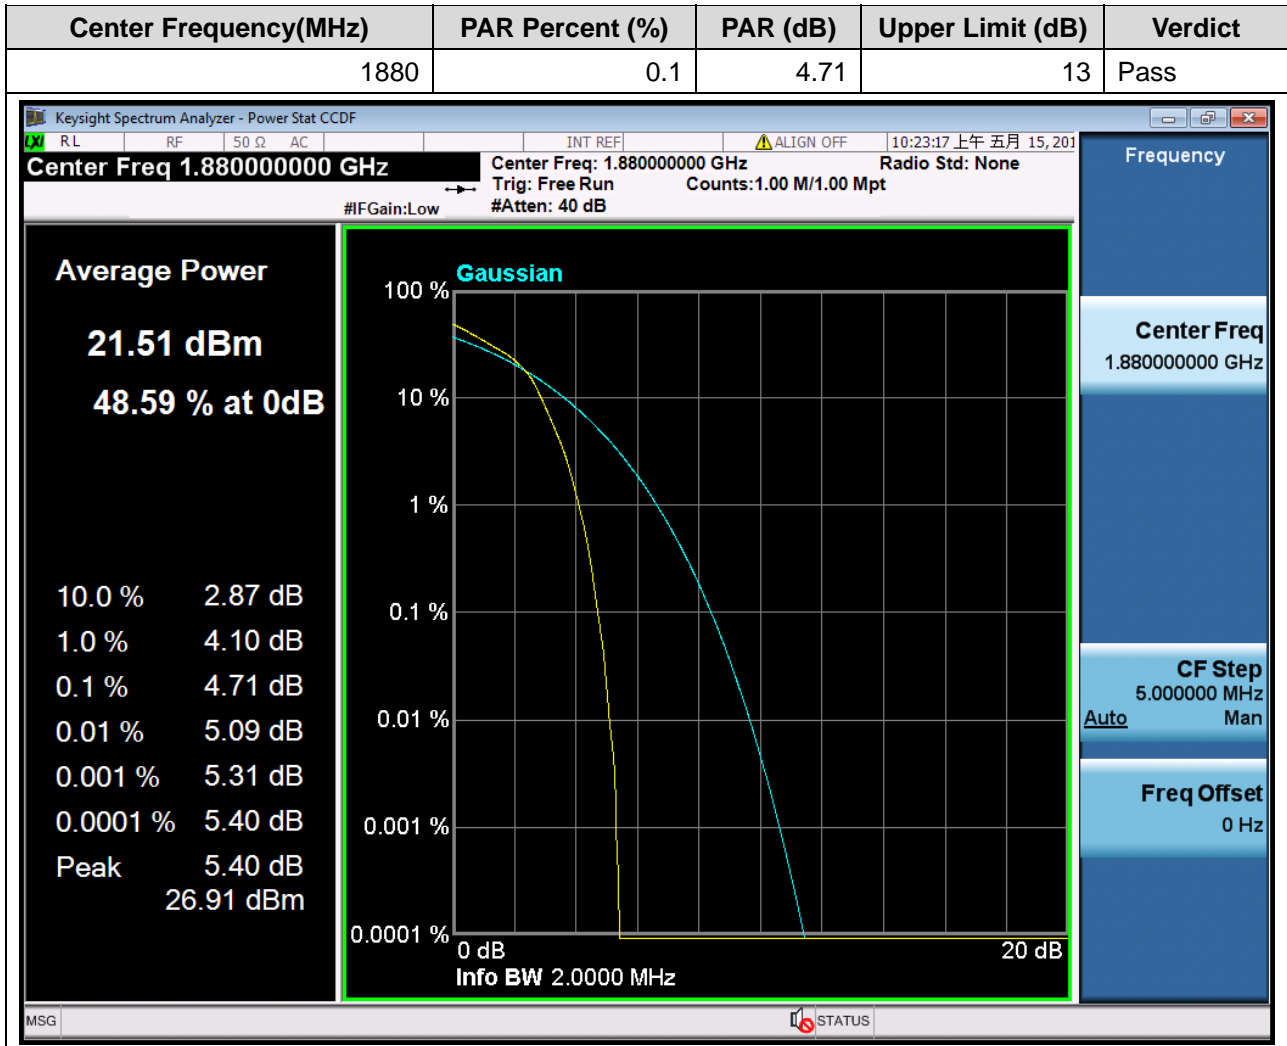 Center Frequency(MHz) PAR Percent (%) PAR (dB) Upper Limit (dB) Verdict
1880 0.1 4.71 13 Pass
Keysight Spectrum Analyzer - Power Stat CCDF
LXI RL RF 50 Ω AC INT REF ALIGN OFF 10:23:17 上午 五月 15, 201
Center Freq 1.880000000 GHz
Center Freq: 1.880000000 GHz Radio Std: None
Trig: Free Run Counts:1.00 M/1.00 Mpt
#IFGain:Low #Atten: 40 dB
Frequency
Average Power
21.51 dBm
48.59 % at 0dB
10.0 % 2.87 dB
1.0 % 4.10 dB
0.1 % 4.71 dB
0.01 % 5.09 dB
0.001 % 5.31 dB
0.0001 % 5.40 dB
Peak 5.40 dB
26.91 dBm
Gaussian
100 %
10 %
1 %
0.1 %
0.01 %
0.001 %
0.0001 %
0 dB 20 dB
Info BW 2.0000 MHz
Center Freq
1.880000000 GHz
CF Step
5.000000 MHz
Auto Man
Freq Offset
0 Hz
MSG STATUS